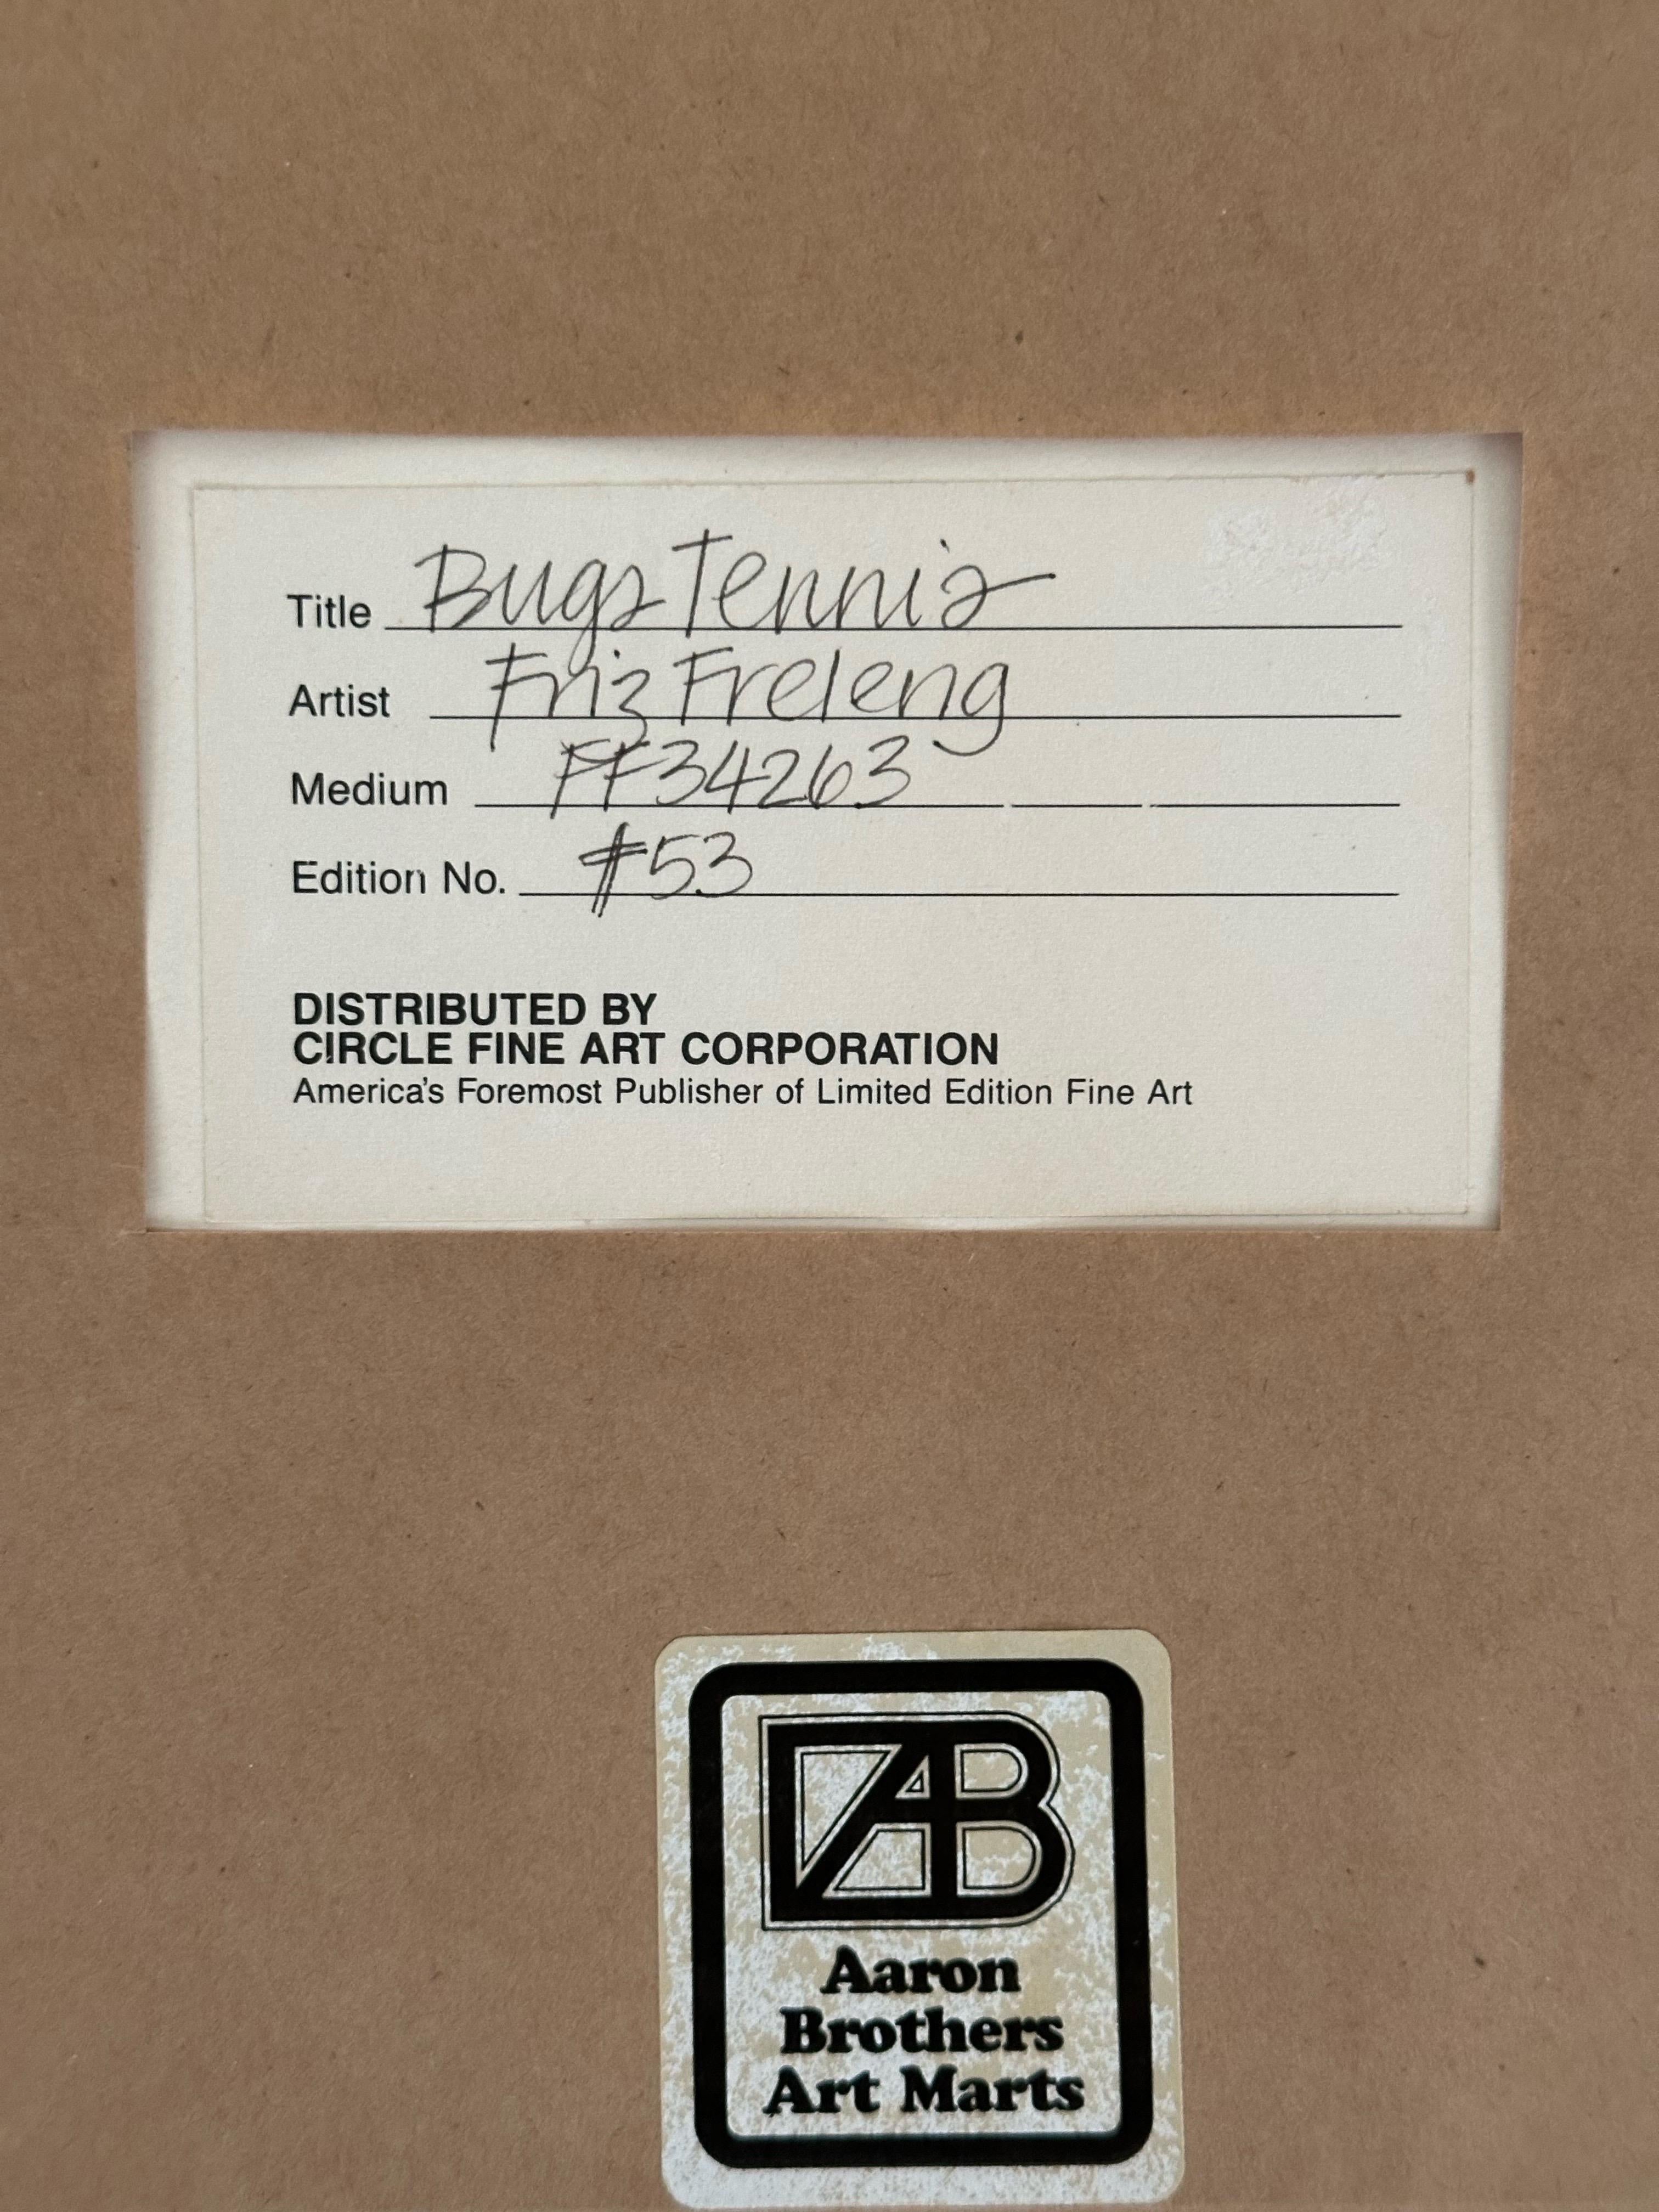 Title Bugs Tennis
Artist Friz Freleng
Medium FF34263
Edition No. #53
DISTRIBUTED BY
CIRCLE FINE ART CORPORATION
America's Foremost Publisher of Limited Edition Fine Art
AB
Aaron
Brothers
Art Marts